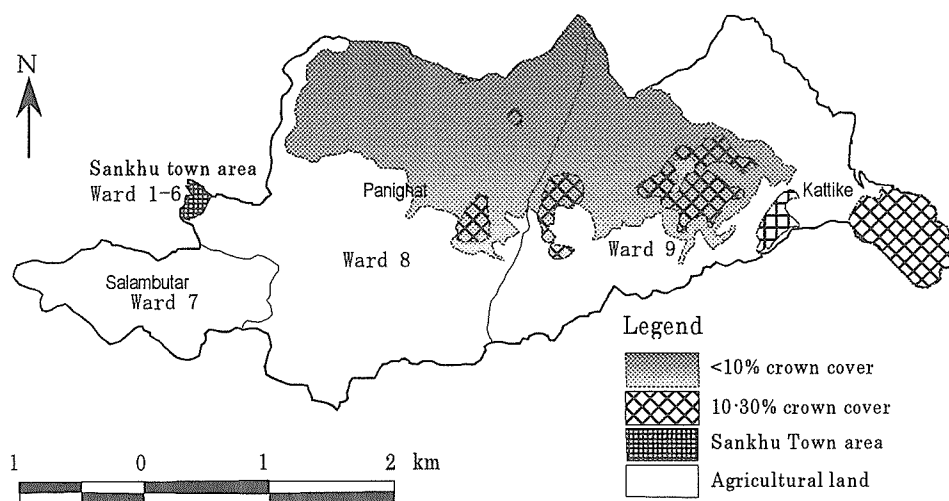 N
Sankhu town area
Ward 1-6
Panighat
Kattike
Ward 8
Ward 9
Salambutar
Ward 7
Legend
<10% crown cover
10·30% crown cover
Sankhu Town area
Agricultural land
1 0 1 2 km